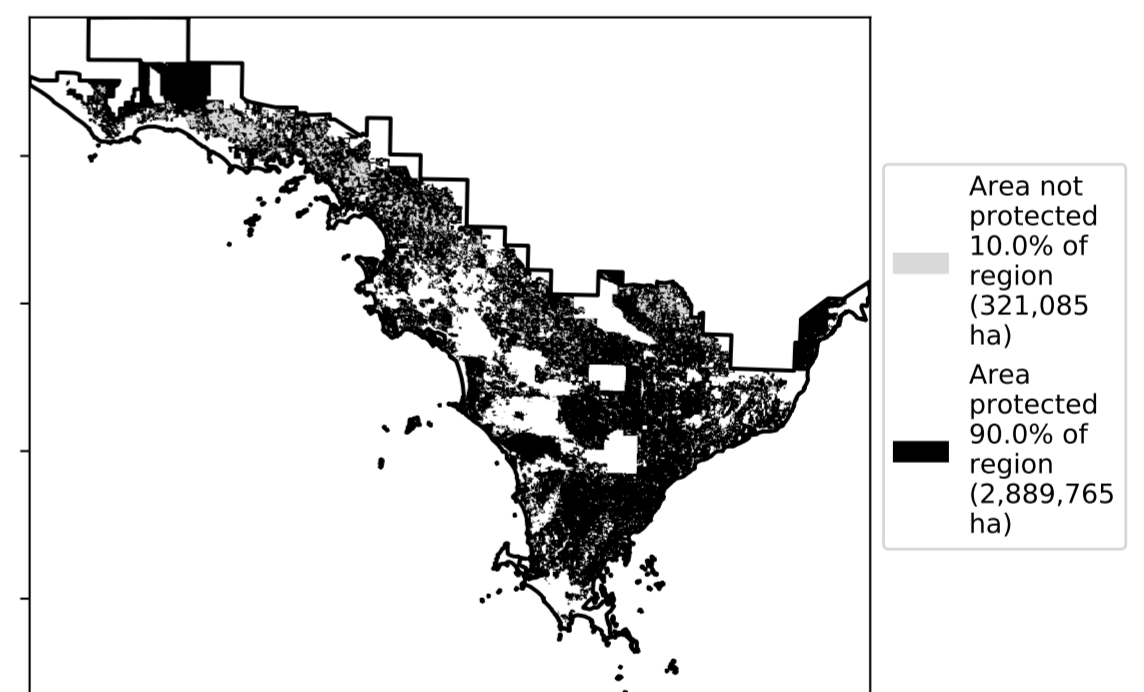 Area not
protected
10.0% of
region
(321,085
ha)
Area
protected
90.0% of
region
(2,889,765
ha)